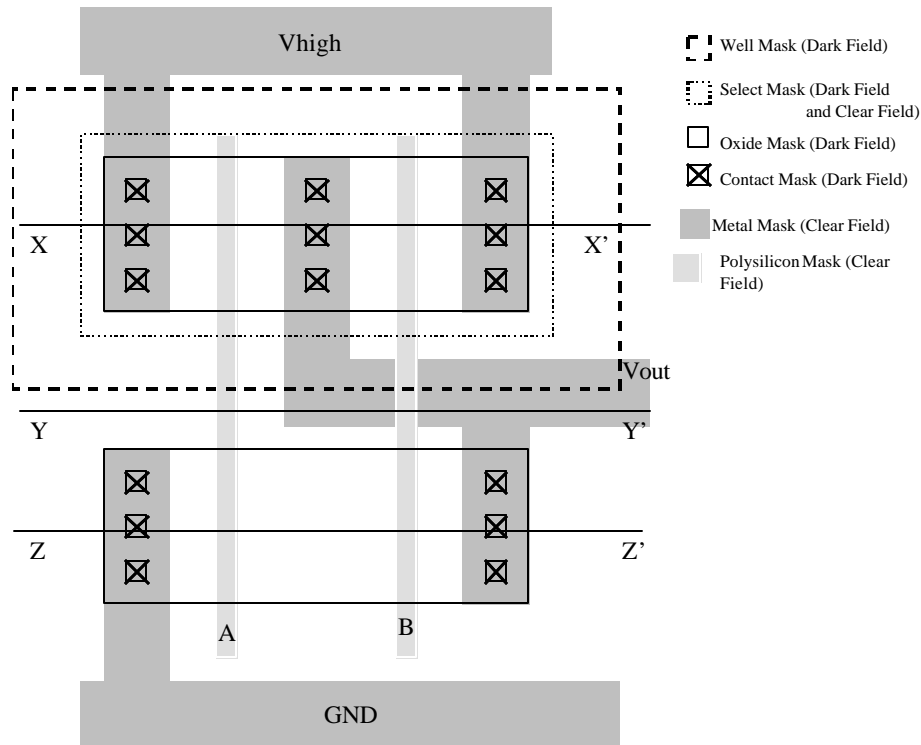 Vhigh
Well Mask (Dark Field)
Select Mask (Dark Field
and Clear Field)
Oxide Mask (Dark Field)
Contact Mask (Dark Field)
Metal Mask (Clear Field)
Polysilicon Mask (Clear
Field)
X
X’
Vout
Y
Y’
Z
Z’
A
B
GND